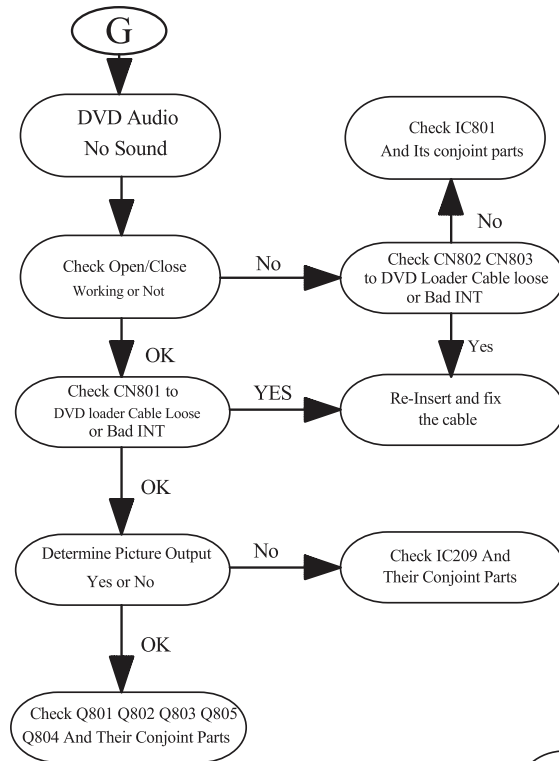 G
DVD Audio
No Sound
Check IC801
And Its conjoint parts
No
Check Open/Close
Working or Not
No
Check CN802 CN803
to DVD Loader Cable loose
or Bad INT
OK
Yes
Check CN801 to
DVD loader Cable Loose
or Bad INT
YES
Re-Insert and fix
the cable
OK
Determine Picture Output
Yes or No
No
Check IC209 And
Their Conjoint Parts
OK
Check Q801 Q802 Q803 Q805
Q804 And Their Conjoint Parts